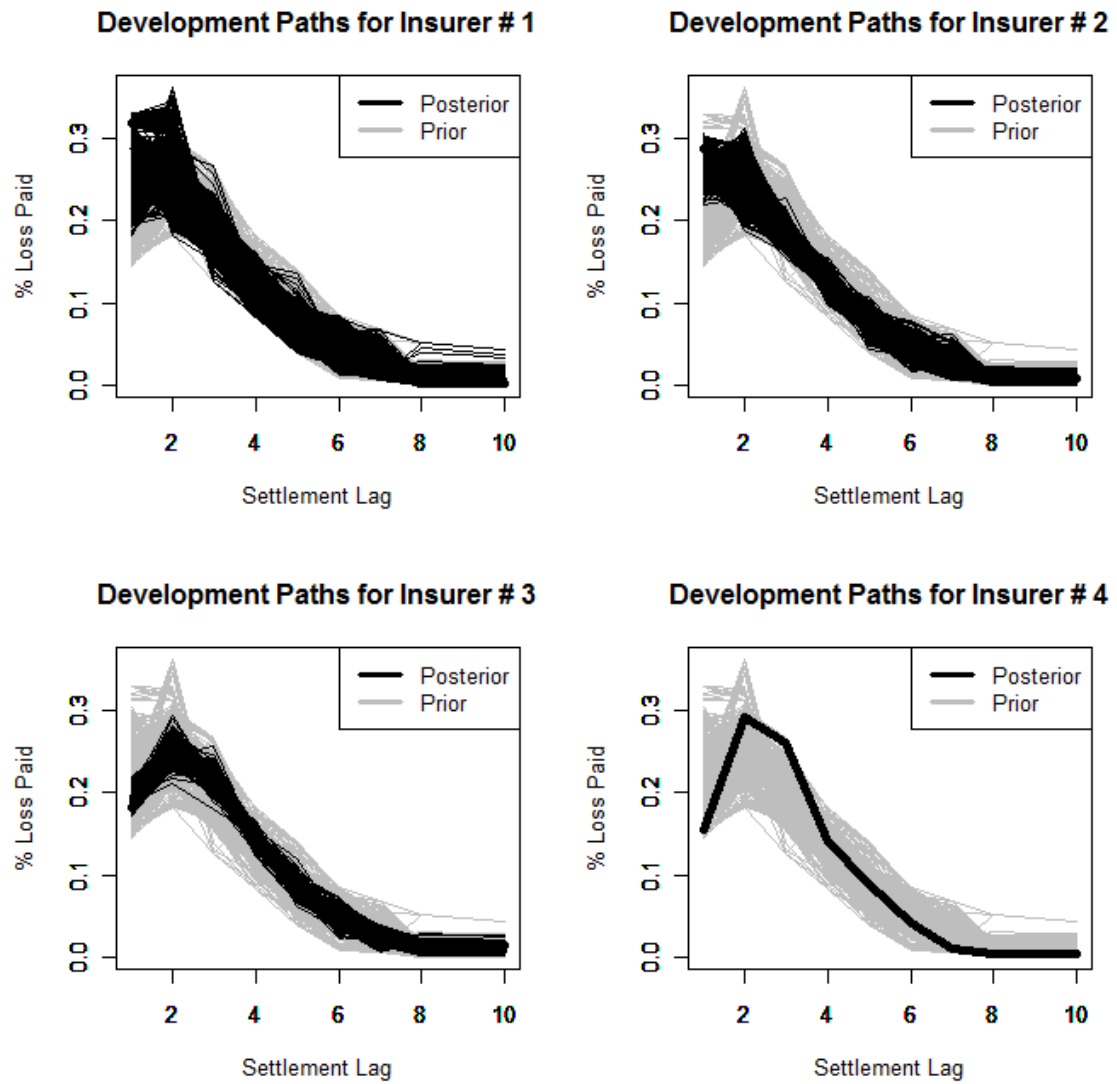 Development Paths for Insurer # 1
Posterior
Prior
% Loss Paid
0.3
0.2
0.1
0.0
2 4 6 8 10
Settlement Lag
Development Paths for Insurer # 2
Posterior
Prior
% Loss Paid
0.3
0.2
0.1
0.0
2 4 6 8 10
Settlement Lag
Development Paths for Insurer # 3
Posterior
Prior
% Loss Paid
0.3
0.2
0.1
0.0
2 4 6 8 10
Settlement Lag
Development Paths for Insurer # 4
Posterior
Prior
% Loss Paid
0.3
0.2
0.1
0.0
2 4 6 8 10
Settlement Lag